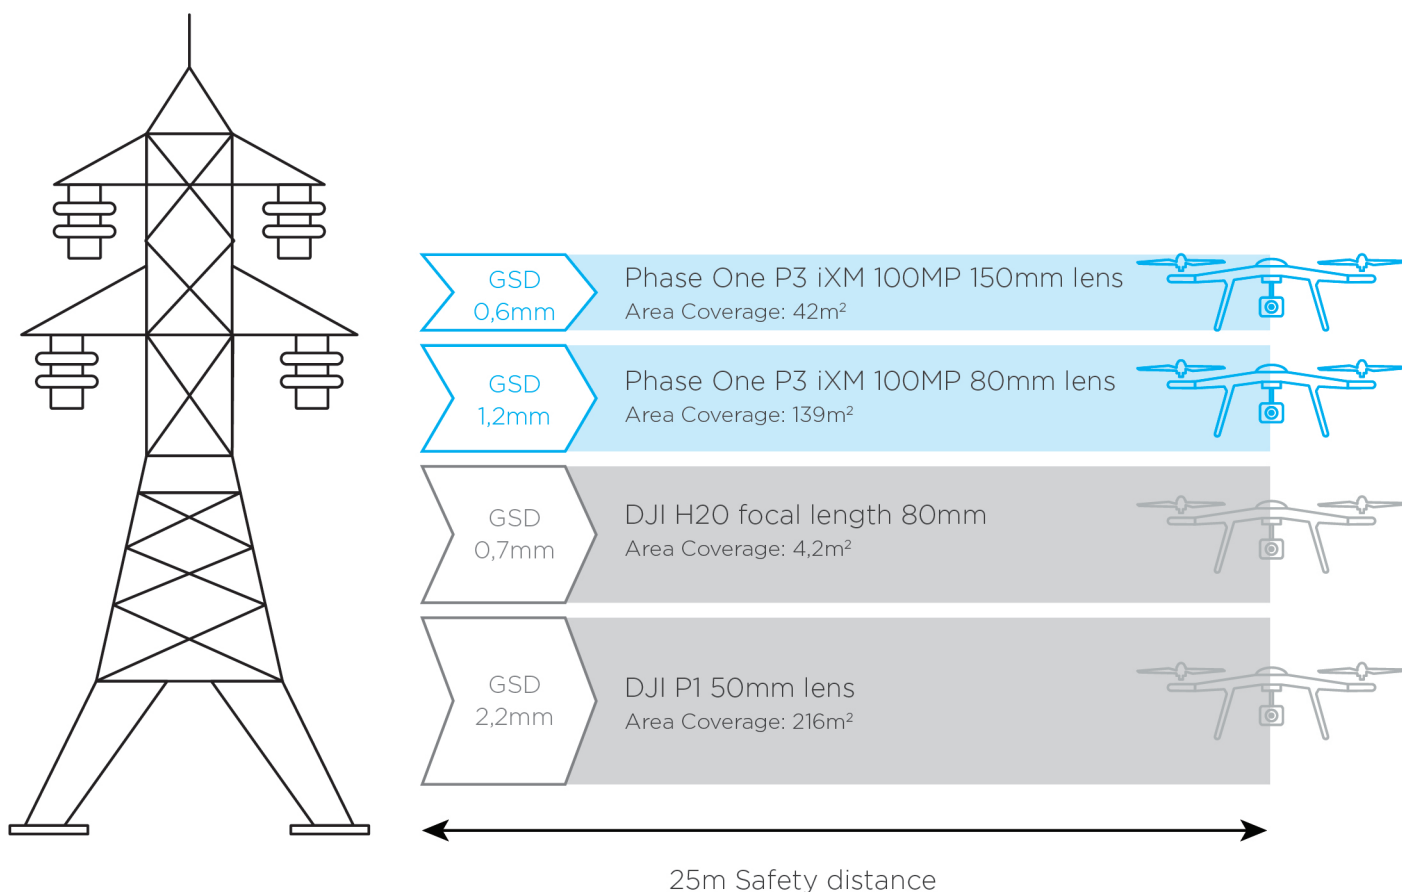 GSD
0,6mm
Phase One P3 iXM 100MP 150mm lens
Area Coverage: 42m²
GSD
1,2mm
Phase One P3 iXM 100MP 80mm lens
Area Coverage: 139m²
GSD
0,7mm
DJI H20 focal length 80mm
Area Coverage: 4,2m²
GSD
2,2mm
DJI P1 50mm lens
Area Coverage: 216m²
25m Safety distance